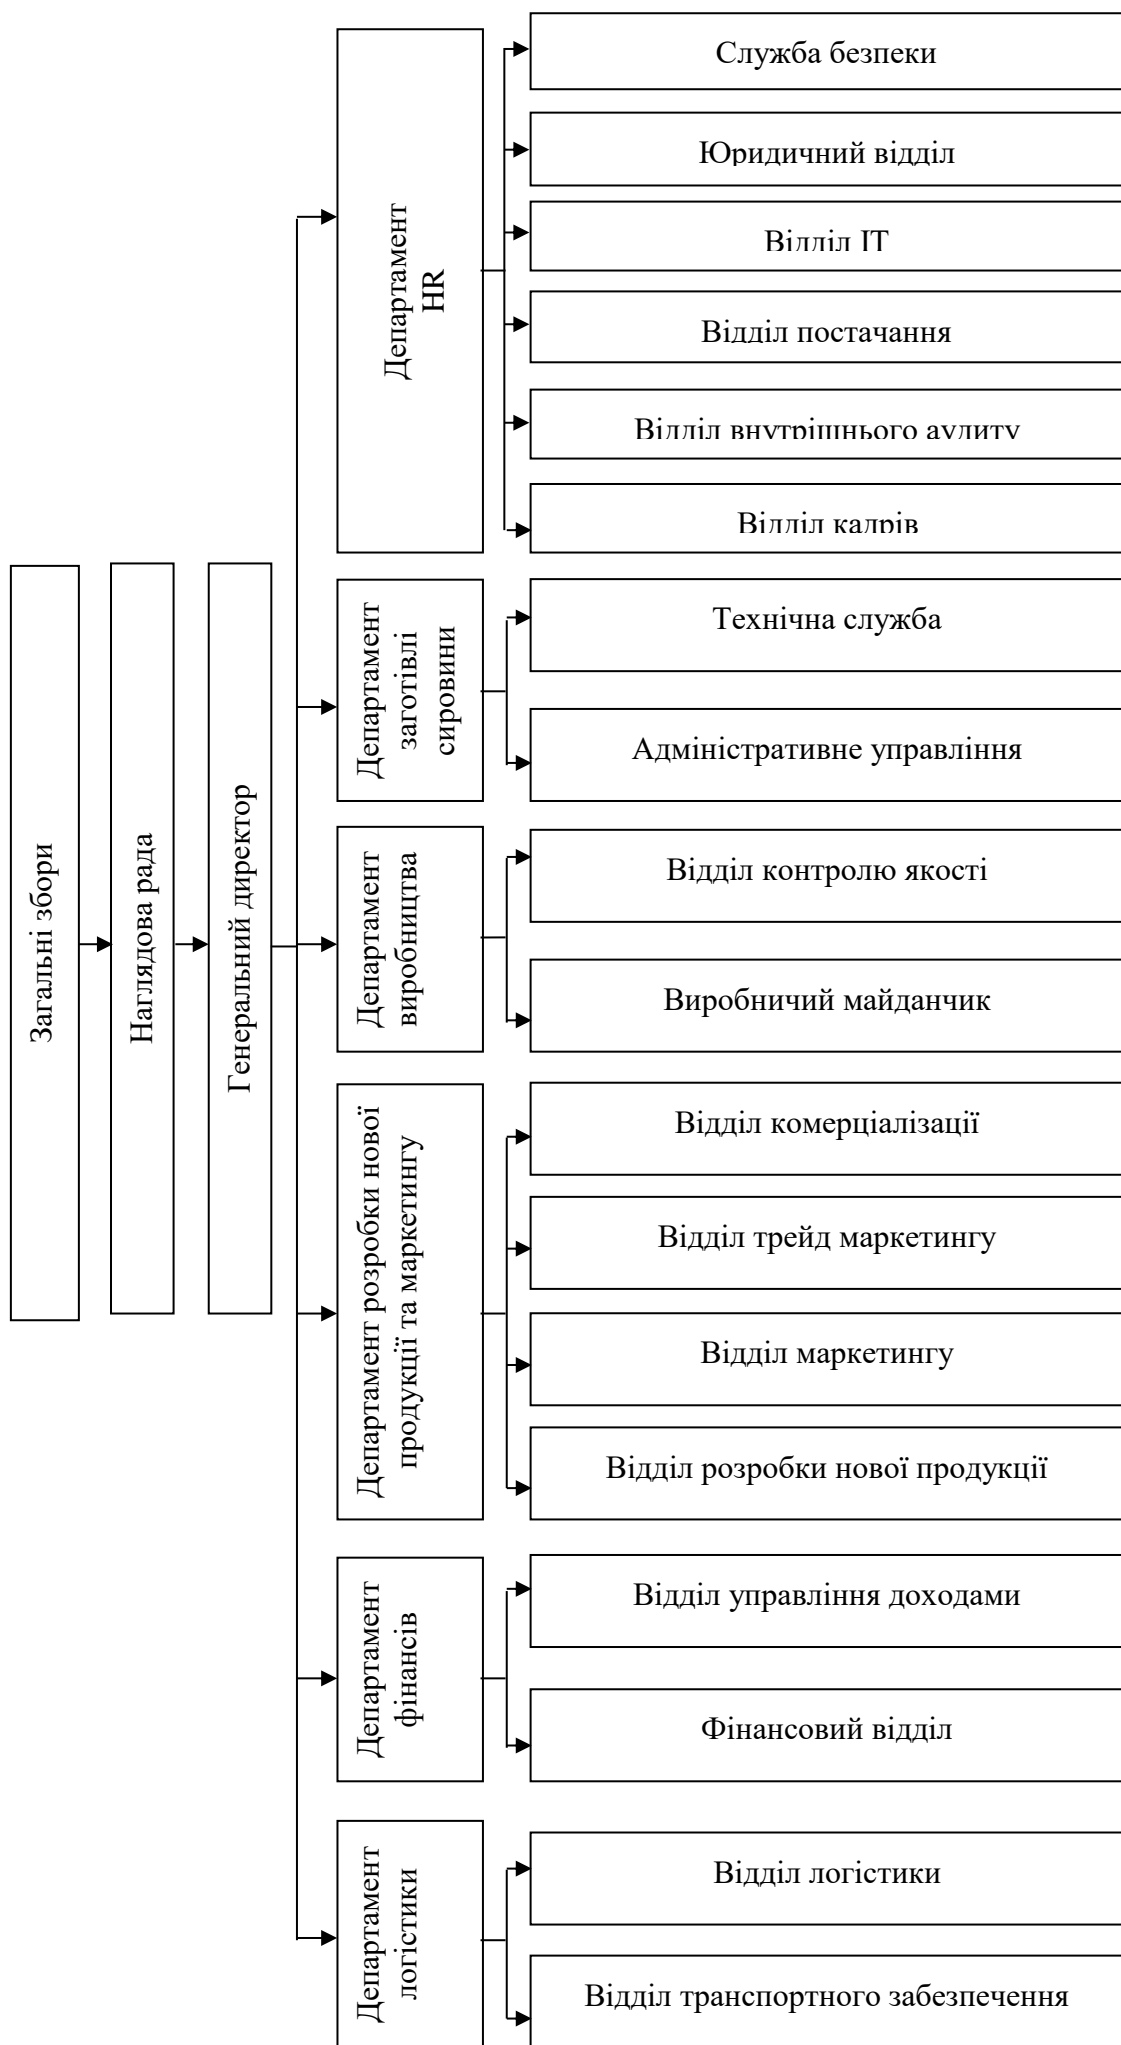 Загальні збори
Наглядова рада
Генеральний директор
Департамент
HR
Служба безпеки
Юридичний відділ
Відділ ІТ
Відділ постачання
Відділ внутрішнього аудиту
Відділ кадрів
Департамент
заготівлі
сировини
Технічна служба
Адміністративне управління
Департамент
виробництва
Відділ контролю якості
Виробничий майданчик
Департамент розробки нової
продукції та маркетингу
Відділ комерціалізації
Відділ трейд маркетингу
Відділ маркетингу
Відділ розробки нової продукції
Департамент
фінансів
Відділ управління доходами
Фінансовий відділ
Департамент
логістики
Відділ логістики
Відділ транспортного забезпечення